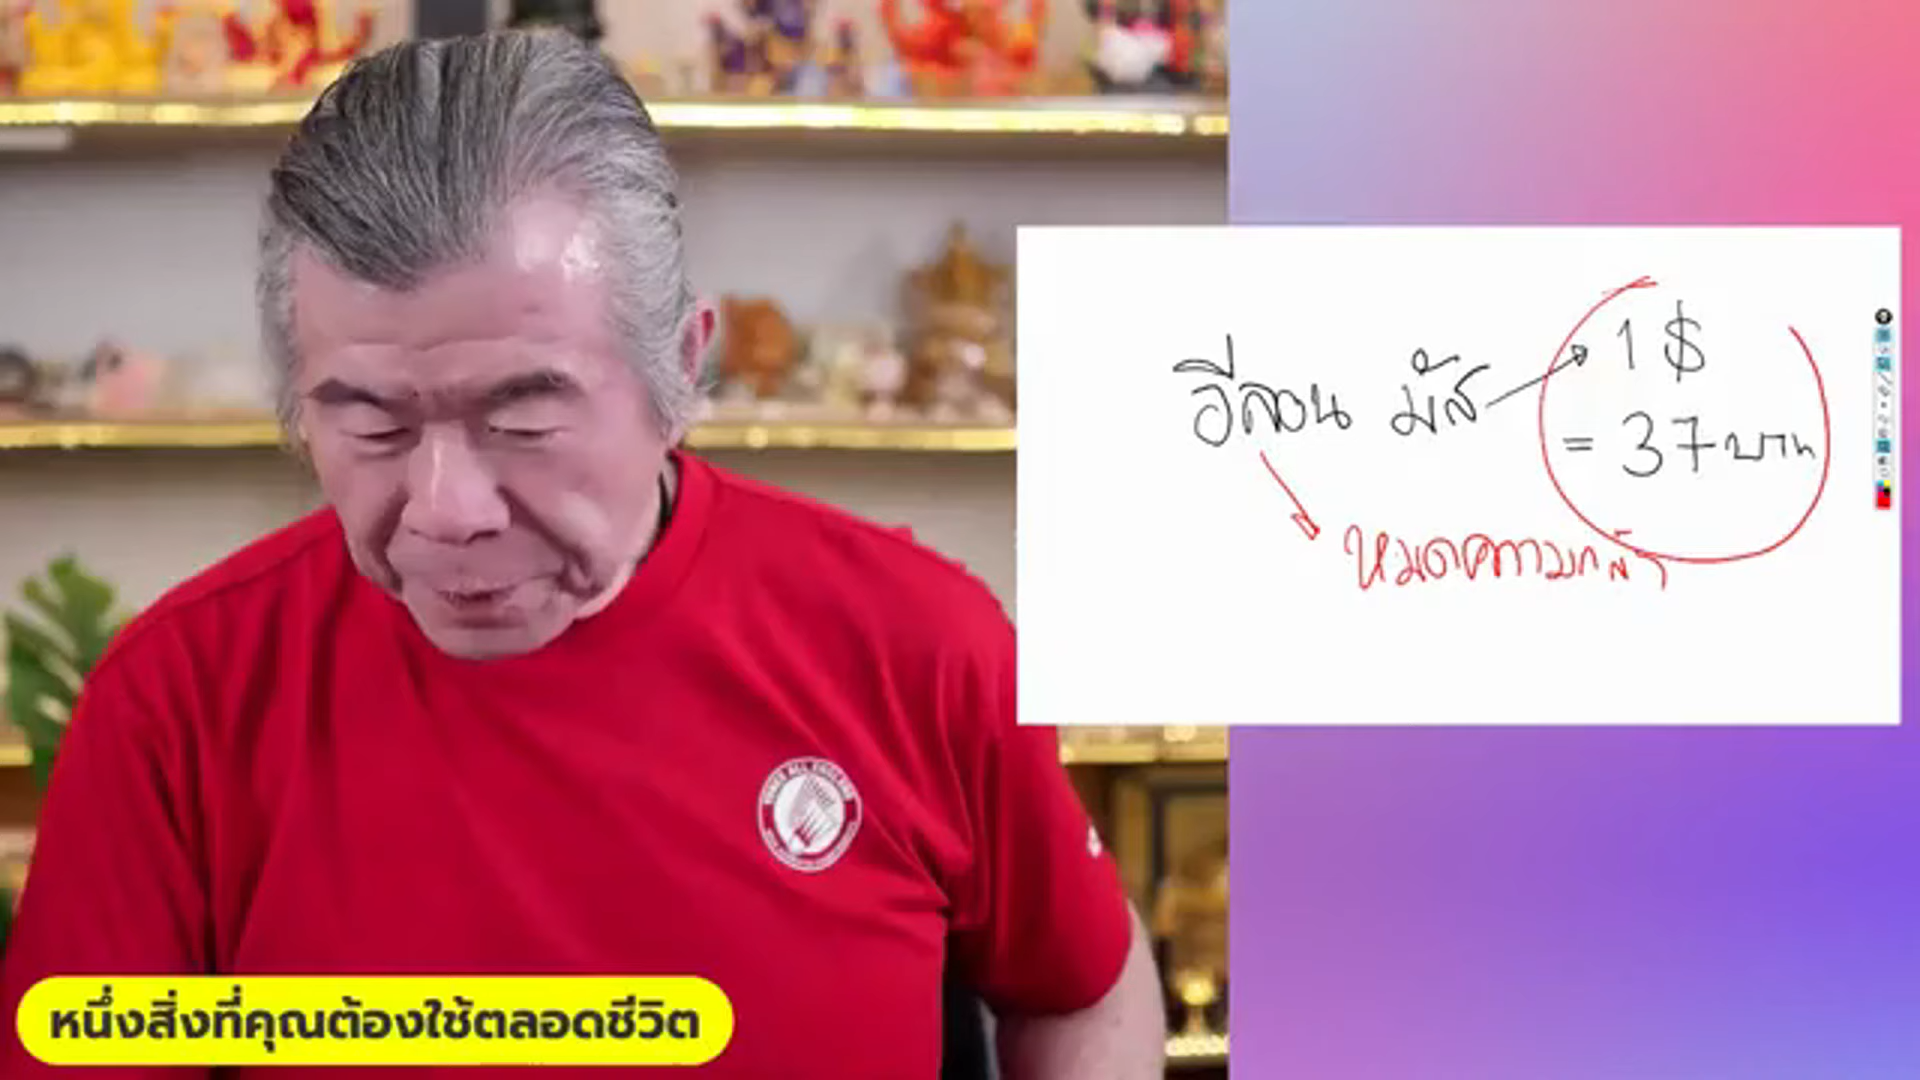 อีลอน มัส
1 $
= 37 บาท
หมดความกล้า
หนึ่งสิ่งที่คุณต้องใช้ตลอดชีวิต